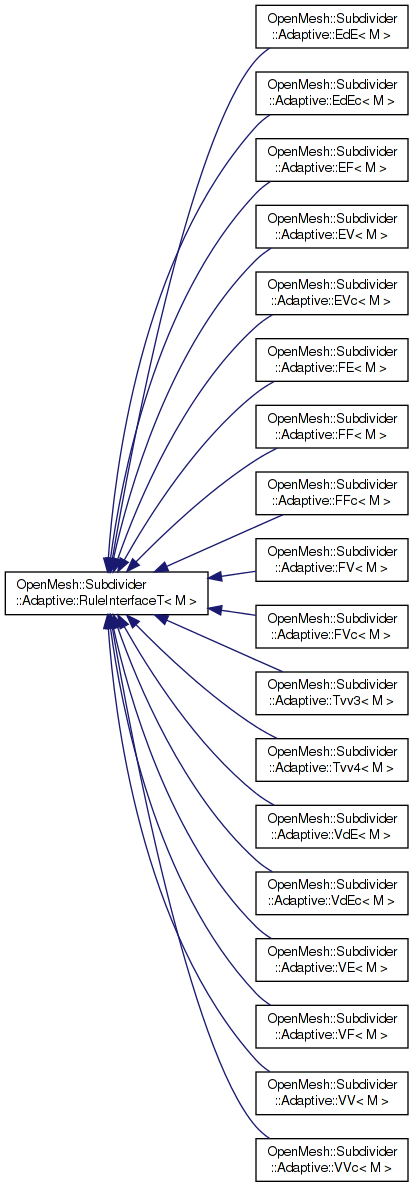 OpenMesh::Subdivider
::Adaptive::EdE< M >
OpenMesh::Subdivider
::Adaptive::EdEc< M >
OpenMesh::Subdivider
::Adaptive::EF< M >
OpenMesh::Subdivider
::Adaptive::EV< M >
OpenMesh::Subdivider
::Adaptive::EVc< M >
OpenMesh::Subdivider
::Adaptive::FE< M >
OpenMesh::Subdivider
::Adaptive::FF< M >
OpenMesh::Subdivider
::Adaptive::FFc< M >
OpenMesh::Subdivider
::Adaptive::FV< M >
OpenMesh::Subdivider
::Adaptive::RuleInterfaceT< M >
OpenMesh::Subdivider
::Adaptive::FVc< M >
OpenMesh::Subdivider
::Adaptive::Tvv3< M >
OpenMesh::Subdivider
::Adaptive::Tvv4< M >
OpenMesh::Subdivider
::Adaptive::VdE< M >
OpenMesh::Subdivider
::Adaptive::VdEc< M >
OpenMesh::Subdivider
::Adaptive::VE< M >
OpenMesh::Subdivider
::Adaptive::VF< M >
OpenMesh::Subdivider
::Adaptive::VV< M >
OpenMesh::Subdivider
::Adaptive::VVc< M >